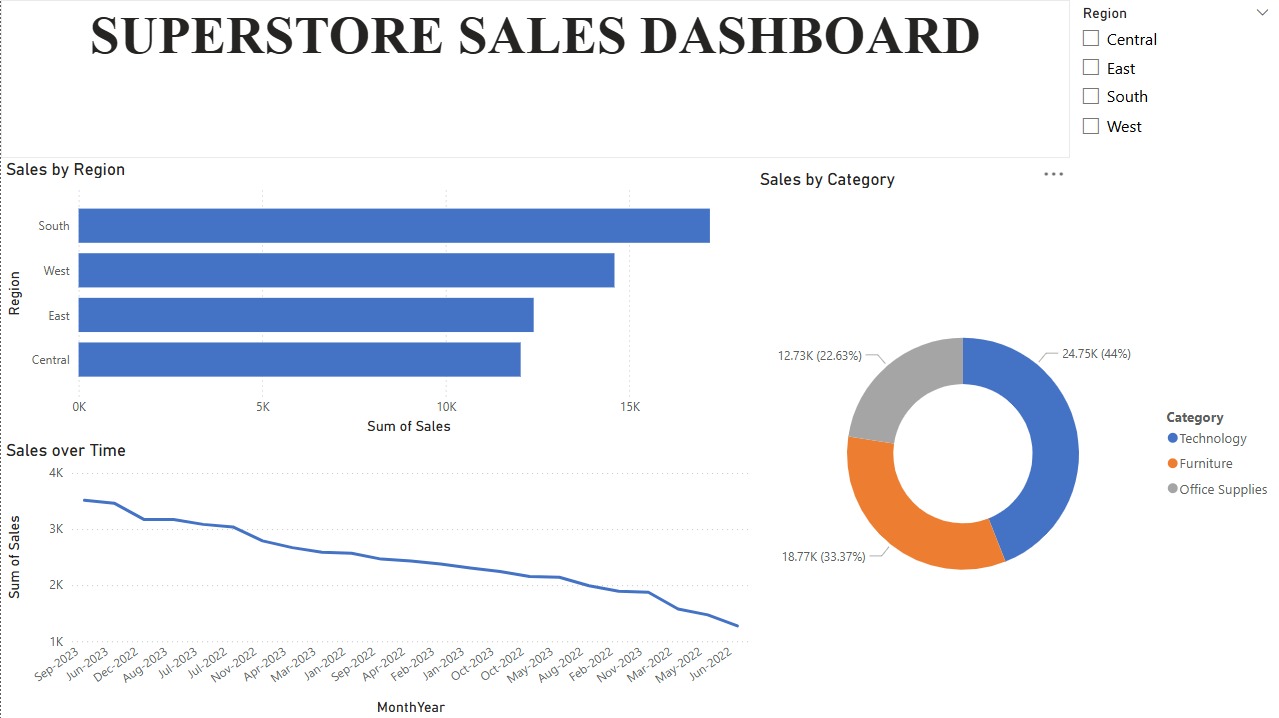 SUPERSTORE SALES DASHBOARD
Region
Central
East
South
West
Sales by Region
Region
South
West
East
Central
0K 5K 10K 15K
Sum of Sales
Sales by Category
12.73K (22.63%)
24.75K (44%)
18.77K (33.37%)
Category
Technology
Furniture
Office Supplies
Sales over Time
Sum of Sales
4K
3K
2K
1K
Sep-2023 Jun-2023 Dec-2022 Aug-2023 Jul-2023 Jul-2022 Nov-2022 Apr-2023 Mar-2023 Jan-2022 Sep-2022 Apr-2022 Feb-2023 Jan-2023 Oct-2023 Oct-2022 May-2023 Aug-2022 Feb-2022 Nov-2023 Mar-2022 May-2022 Jun-2022
MonthYear